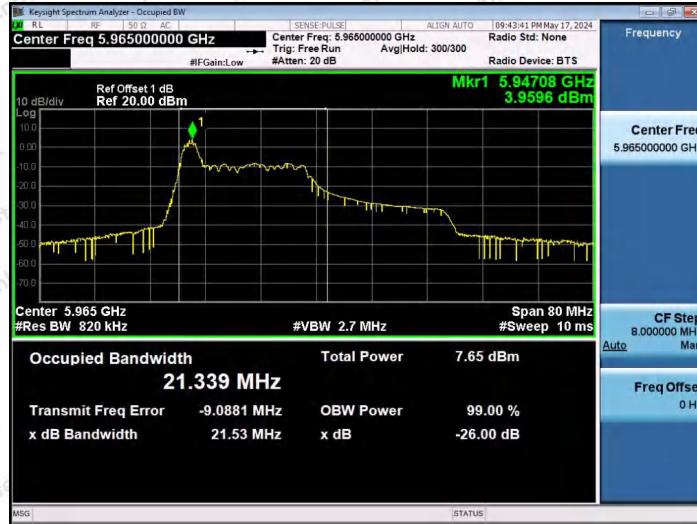 Keysight Spectrum Analyzer - Occupied BW
RL RF 50 Ω AC SENSE:PULSE ALIGN AUTO 09:43:41 PM May 17, 2024
Center Freq 5.965000000 GHz Center Freq: 5.965000000 GHz Radio Std: None Frequency
Trig: Free Run Avg|Hold: 300/300
#IFGain:Low #Atten: 20 dB Radio Device: BTS
Ref Offset 1 dB Mkr1 5.94708 GHz
10 dB/div Ref 20.00 dBm 3.9596 dBm
Log
10.0
0.00
-10.0
-20.0
-30.0
-40.0
-50.0
-60.0
-70.0
1
Center 5.965 GHz Span 80 MHz
#Res BW 820 kHz #VBW 2.7 MHz #Sweep 10 ms
Occupied Bandwidth Total Power 7.65 dBm
21.339 MHz
Transmit Freq Error -9.0881 MHz OBW Power 99.00 %
x dB Bandwidth 21.53 MHz x dB -26.00 dB
Center Fre
5.965000000 GH
CF Ste
8.000000 MH
Auto Ma
Freq Offse
0 H
MSG STATUS